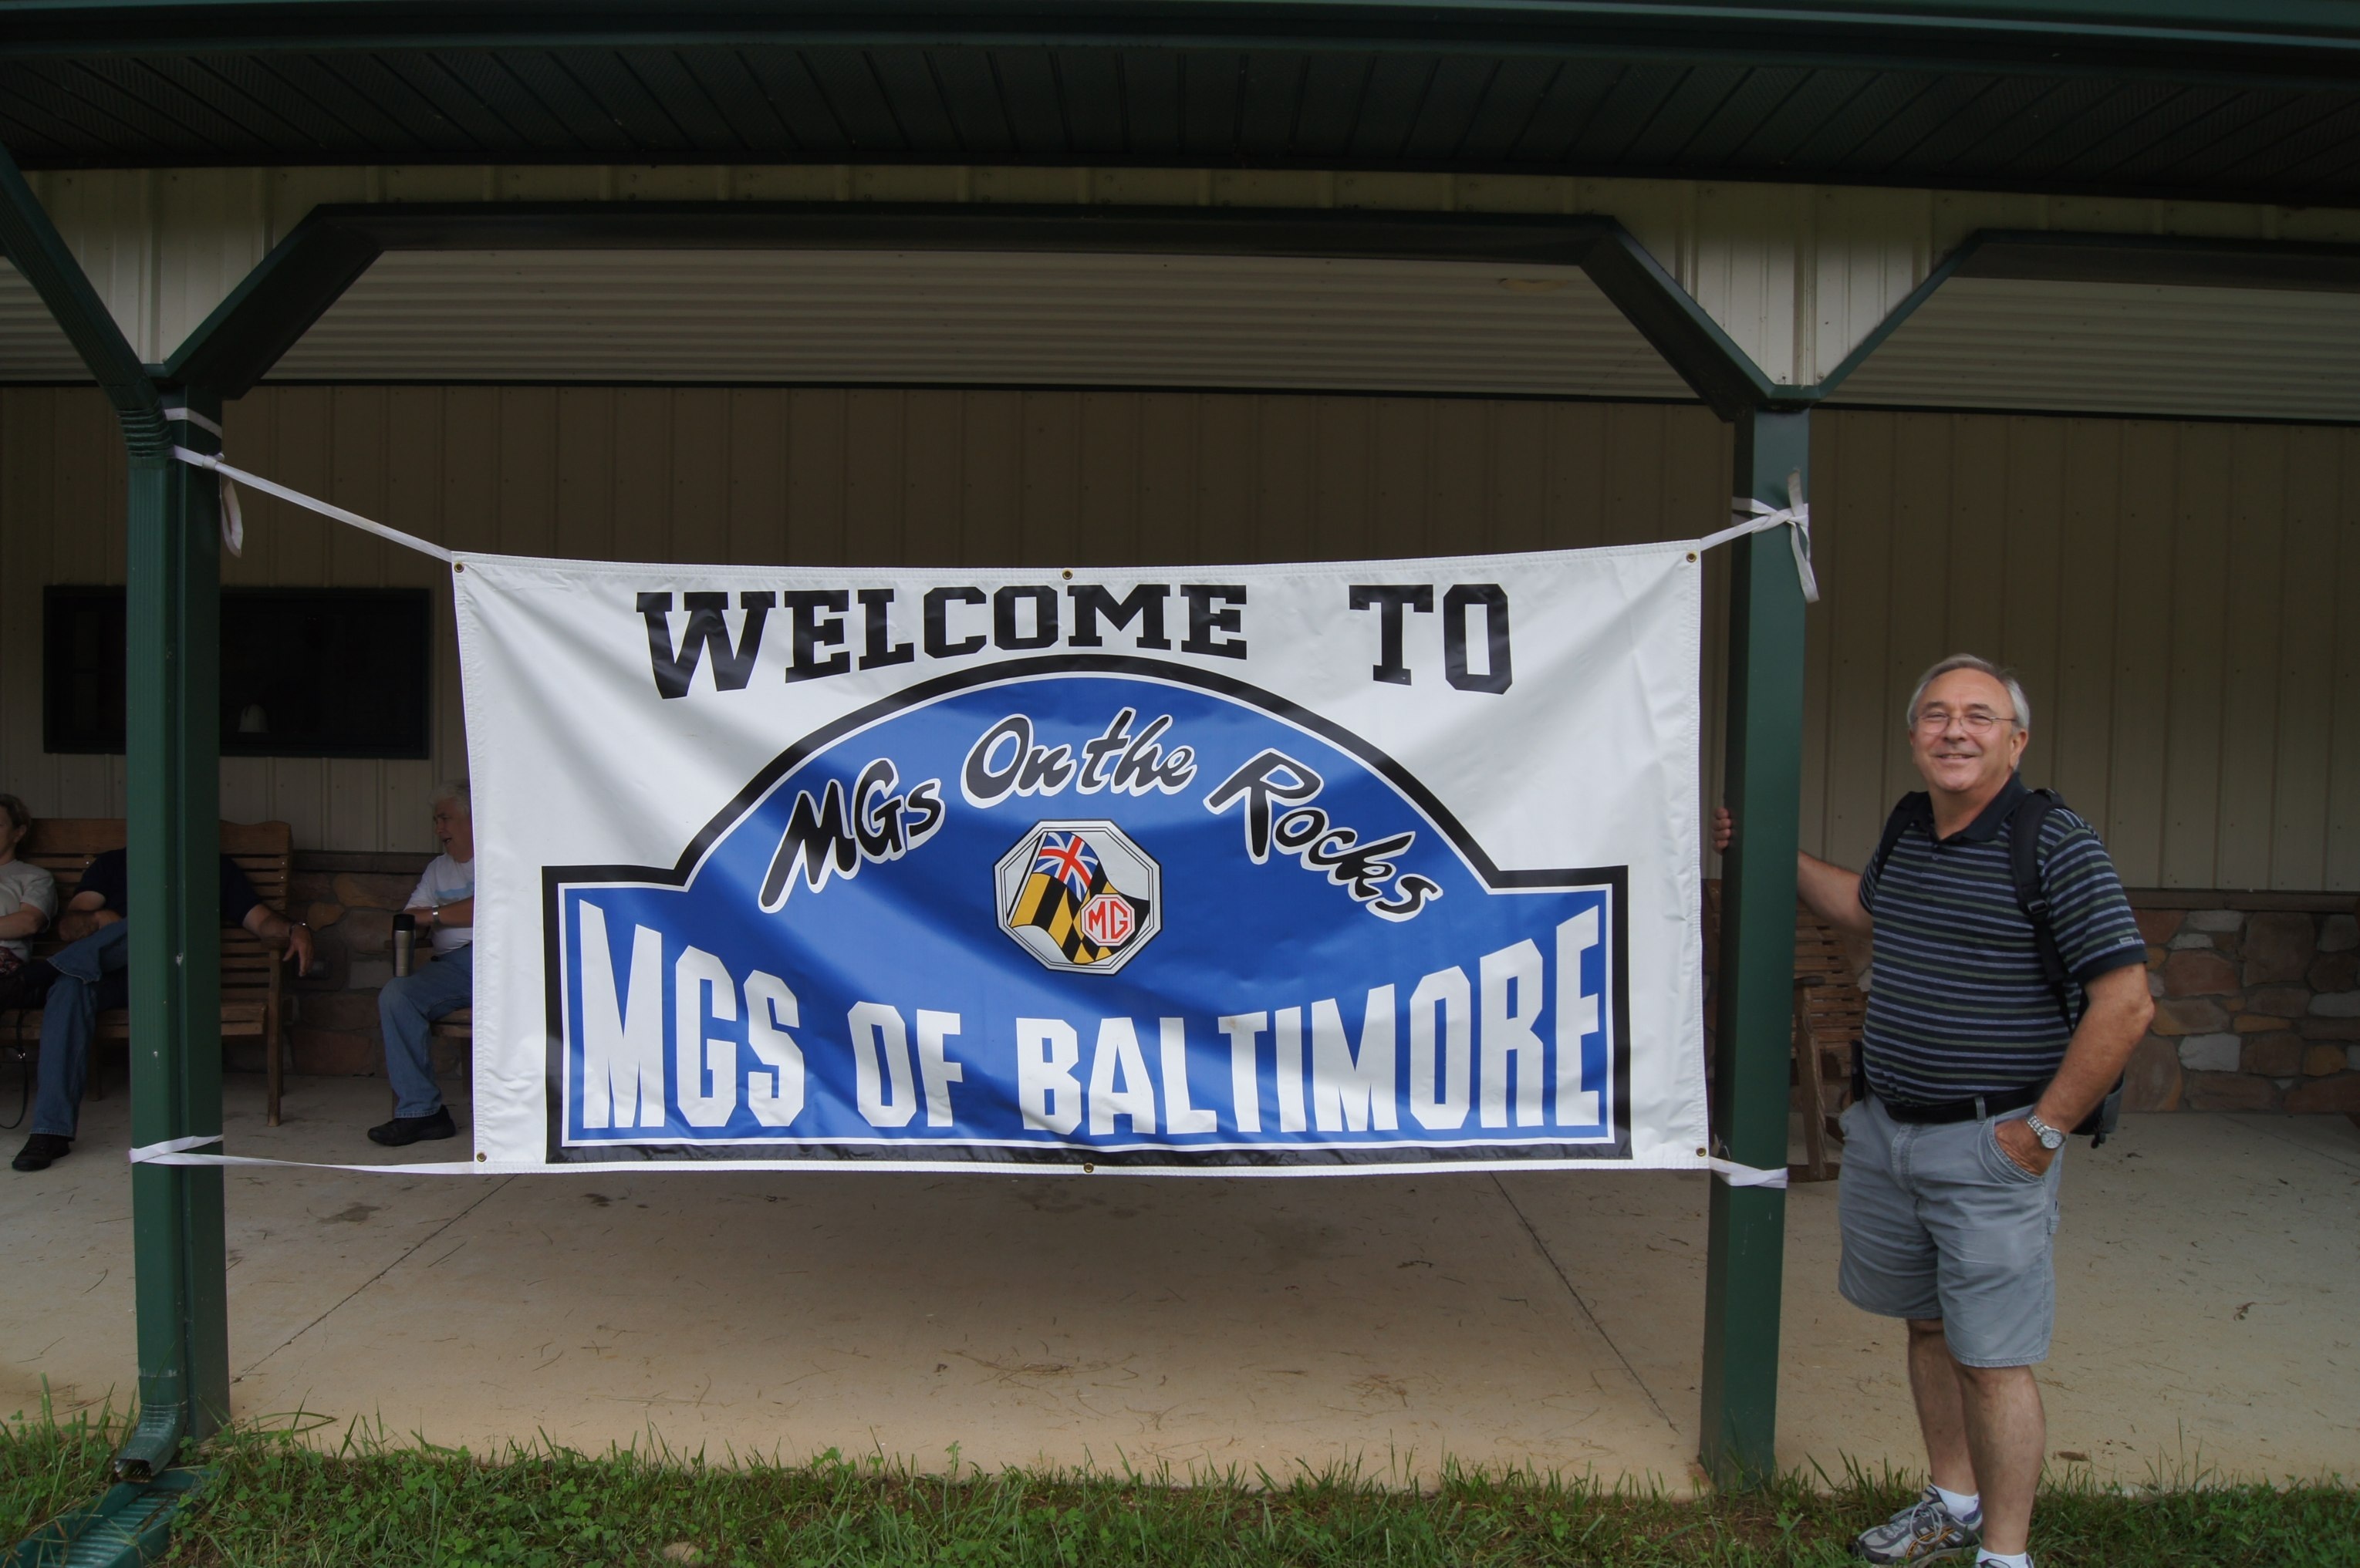 WELCOME TO
MGs On the Rocks
MG
MGS OF BALTIMORE